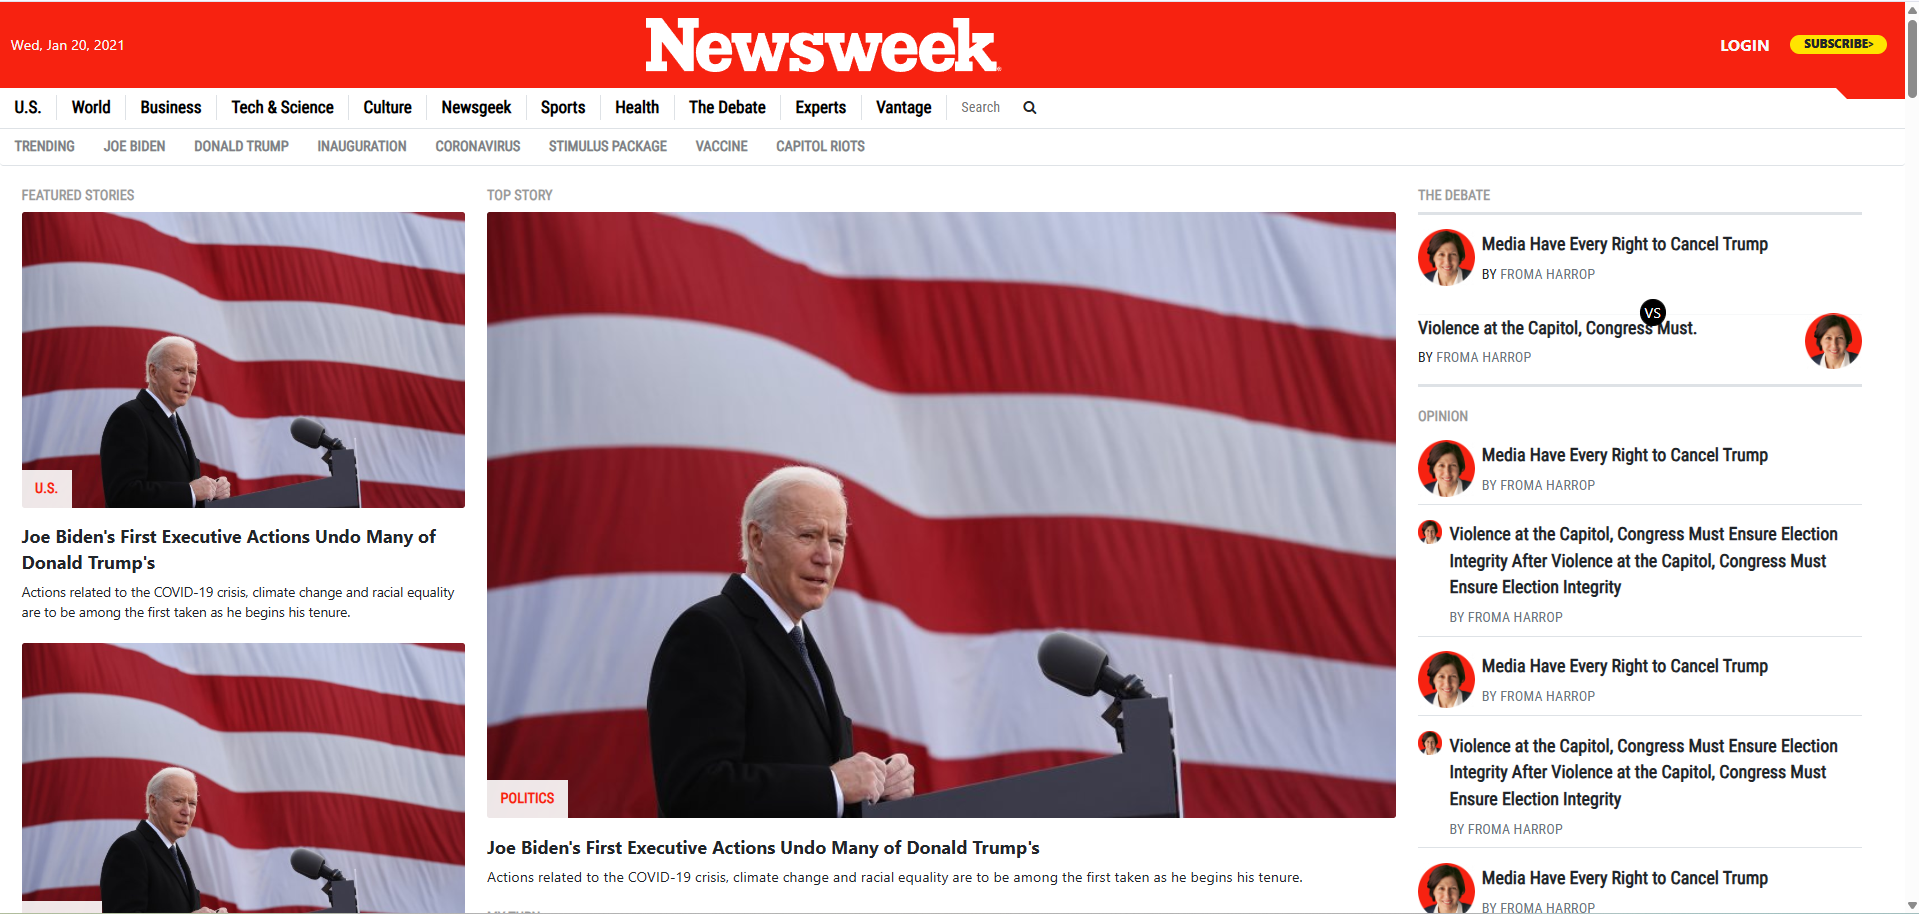 Wed, Jan 20, 2021
Newsweek
LOGIN
SUBSCRIBE>
U.S.
World
Business
Tech & Science
Culture
Newsgeek
Sports
Health
The Debate
Experts
Vantage
Search
TRENDING
JOE BIDEN
DONALD TRUMP
INAUGURATION
CORONAVIRUS
STIMULUS PACKAGE
VACCINE
CAPITOL RIOTS
FEATURED STORIES
U.S.
Joe Biden's First Executive Actions Undo Many of
Donald Trump's
Actions related to the COVID-19 crisis, climate change and racial equality
are to be among the first taken as he begins his tenure.
TOP STORY
POLITICS
Joe Biden's First Executive Actions Undo Many of Donald Trump's
Actions related to the COVID-19 crisis, climate change and racial equality are to be among the first taken as he begins his tenure.
THE DEBATE
Media Have Every Right to Cancel Trump
BY FROMA HARROP
VS
Violence at the Capitol, Congress Must.
BY FROMA HARROP
OPINION
Media Have Every Right to Cancel Trump
BY FROMA HARROP
Violence at the Capitol, Congress Must Ensure Election
Integrity After Violence at the Capitol, Congress Must
Ensure Election Integrity
BY FROMA HARROP
Media Have Every Right to Cancel Trump
BY FROMA HARROP
Violence at the Capitol, Congress Must Ensure Election
Integrity After Violence at the Capitol, Congress Must
Ensure Election Integrity
BY FROMA HARROP
Media Have Every Right to Cancel Trump
BY FROMA HARROP